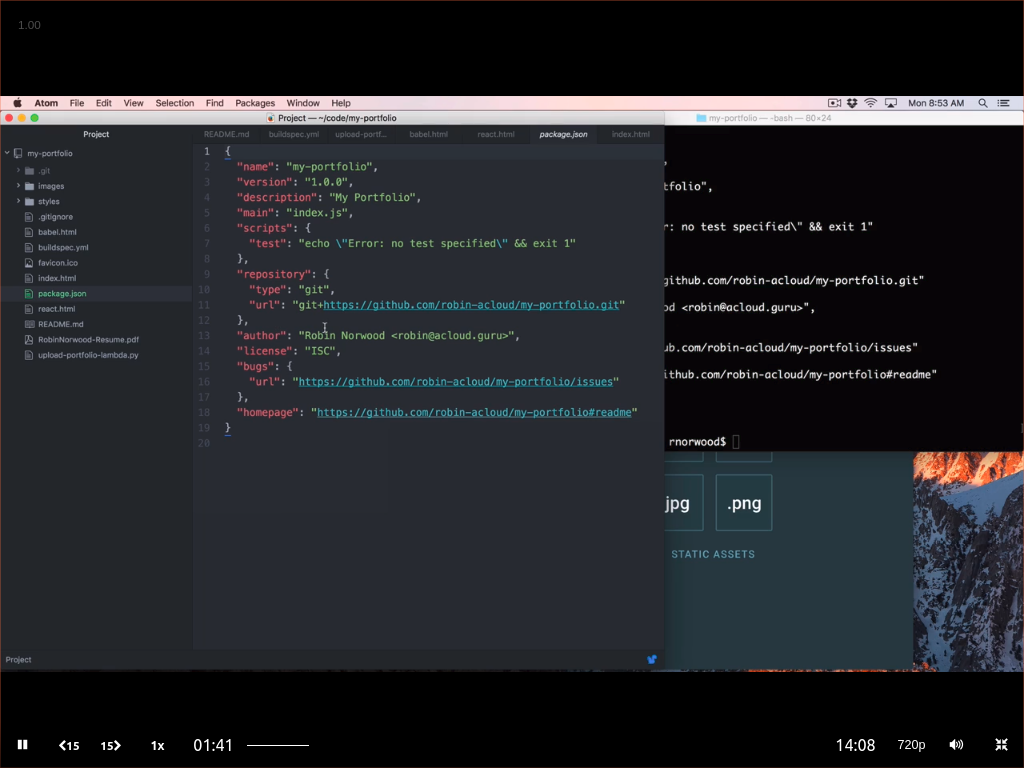 1.00
Atom File Edit View Selection Find Packages Window Help
Mon 8:53 AM
Project — ~/code/my-portfolio
my-portfolio — -bash — 80×24
Project
README.md buildspec.yml upload-portf... babel.html react.html package.json index.html
my-portfolio
.git
images
styles
.gitignore
babel.html
buildspec.yml
favicon.ico
index.html
package.json
react.html
README.md
RobinNorwood-Resume.pdf
upload-portfolio-lambda.py
1 {
2 "name": "my-portfolio",
3 "version": "1.0.0",
4 "description": "My Portfolio",
5 "main": "index.js",
6 "scripts": {
7 "test": "echo \"Error: no test specified\" && exit 1"
8 },
9 "repository": {
10 "type": "git",
11 "url": "git+https://github.com/robin-acloud/my-portfolio.git"
12 },
13 "author": "Robin Norwood <robin@acloud.guru>",
14 "license": "ISC",
15 "bugs": {
16 "url": "https://github.com/robin-acloud/my-portfolio/issues"
17 },
18 "homepage": "https://github.com/robin-acloud/my-portfolio#readme"
19 }
20
,
tfolio",
r: no test specified\" && exit 1"
github.com/robin-acloud/my-portfolio.git"
od <robin@acloud.guru>",
ub.com/robin-acloud/my-portfolio/issues"
ithub.com/robin-acloud/my-portfolio#readme"
rnorwood$
jpg .png
STATIC ASSETS
Project
15 15 1x 01:41 14:08 720p